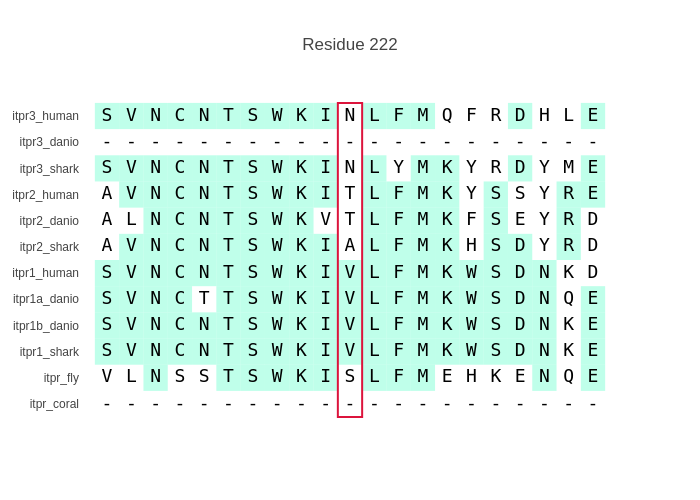 Residue 222
itpr3_human S V N C N T S W K I N L F M Q F R D H L E
itpr3_danio - - - - - - - - - - - - - - - - - - - - -
itpr3_shark S V N C N T S W K I N L Y M K Y R D Y M E
itpr2_human A V N C N T S W K I T L F M K Y S S Y R E
itpr2_danio A L N C N T S W K V T L F M K F S E Y R D
itpr2_shark A V N C N T S W K I A L F M K H S D Y R D
itpr1_human S V N C N T S W K I V L F M K W S D N K D
itpr1a_danio S V N C T T S W K I V L F M K W S D N Q E
itpr1b_danio S V N C N T S W K I V L F M K W S D N K E
itpr1_shark S V N C N T S W K I V L F M K W S D N K E
itpr_fly V L N S S T S W K I S L F M E H K E N Q E
itpr_coral - - - - - - - - - - - - - - - - - - - - -